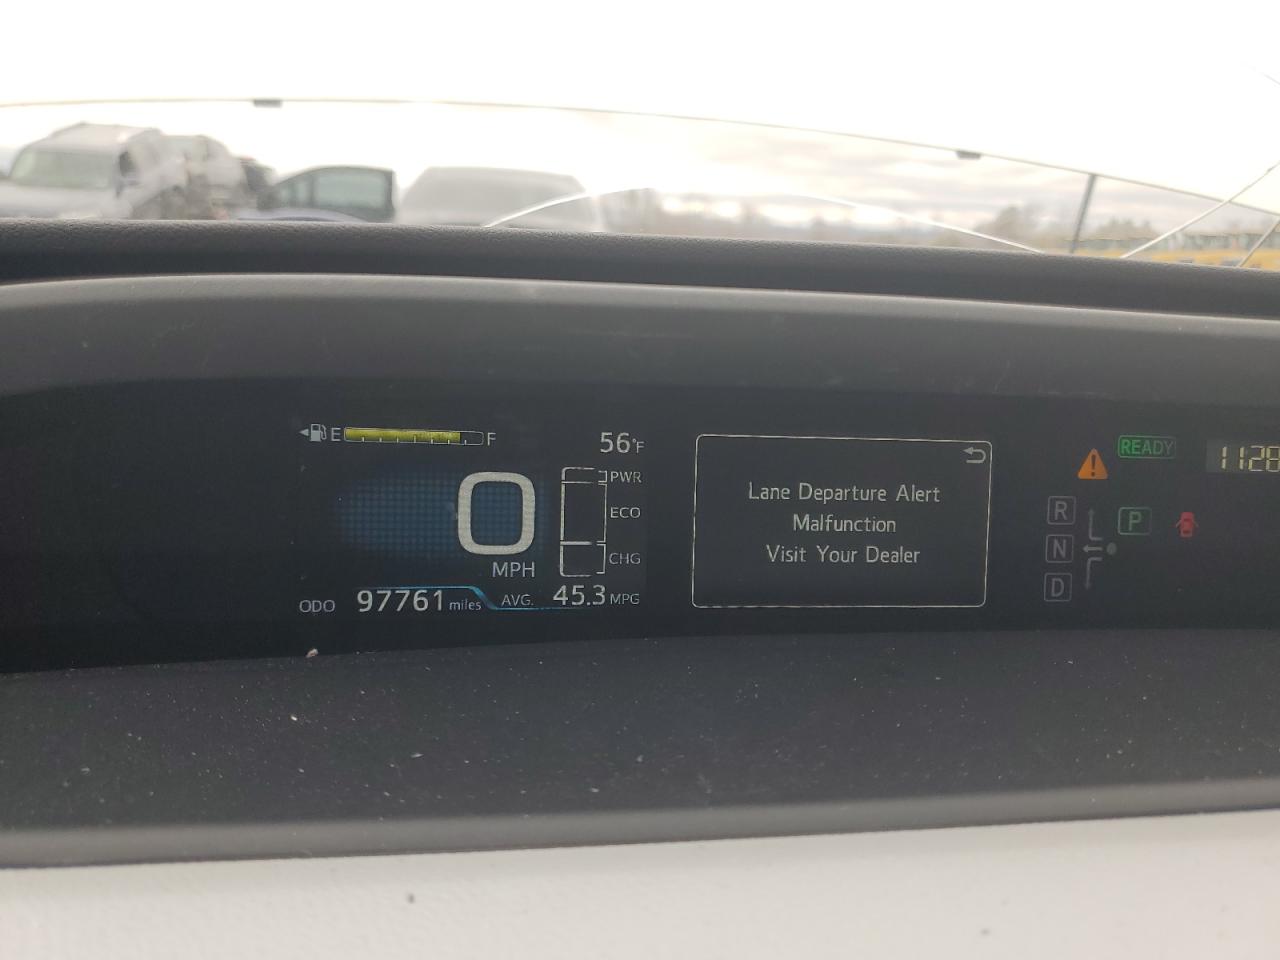 E F
56°F
PWR
0
ECO
MPH
CHG
ODO 97761 miles AVG. 45.3 MPG
Lane Departure Alert
Malfunction
Visit Your Dealer
READY
1128
R
P
N
D